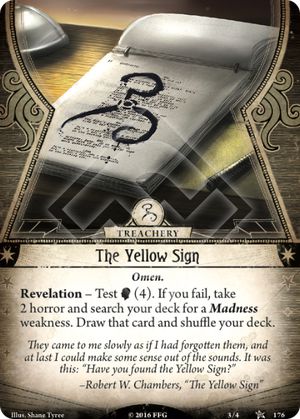 TREACHERY
The Yellow Sign
Omen.
Revelation – Test (4). If you fail, take
2 horror and search your deck for a Madness
weakness. Draw that card and shuffle your deck.
They came to me slowly as if I had forgotten them, and
at last I could make some sense out of the sounds. It
was this: “Have you found the Yellow Sign?”
–Robert W. Chambers, “The Yellow Sign”
Illus. Shane Tyree © 2016 FFG 3/4 176